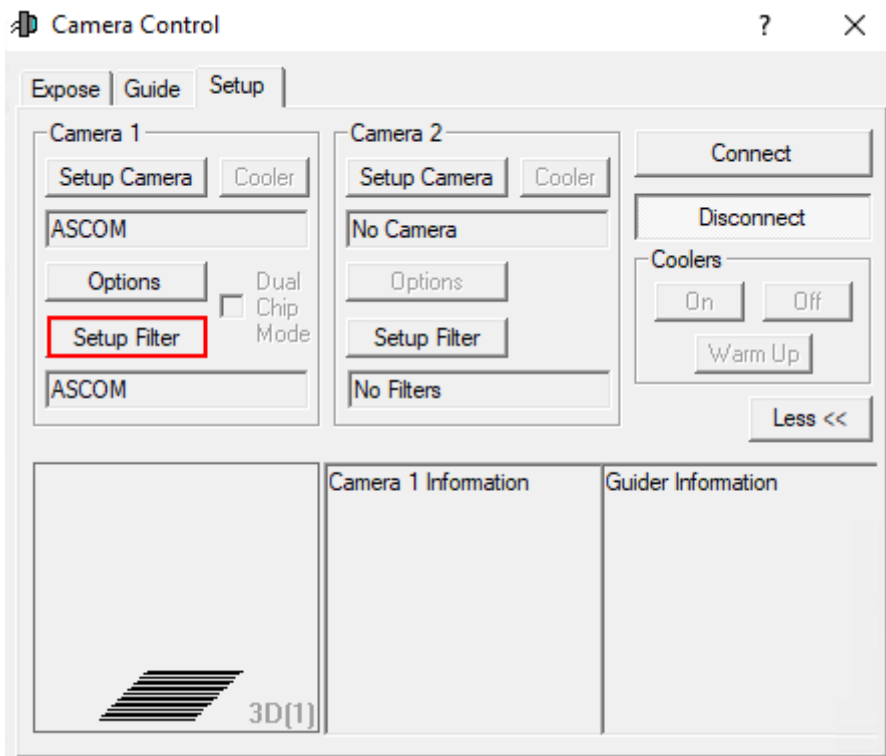 Camera Control
?
Expose Guide Setup
Camera 1
Setup Camera Cooler
ASCOM
Options
Dual
Chip
Mode
Setup Filter
ASCOM
Camera 2
Setup Camera Cooler
No Camera
Options
Setup Filter
No Filters
Connect
Disconnect
Coolers
On Off
Warm Up
Less <<
3D(1)
Camera 1 Information
Guider Information